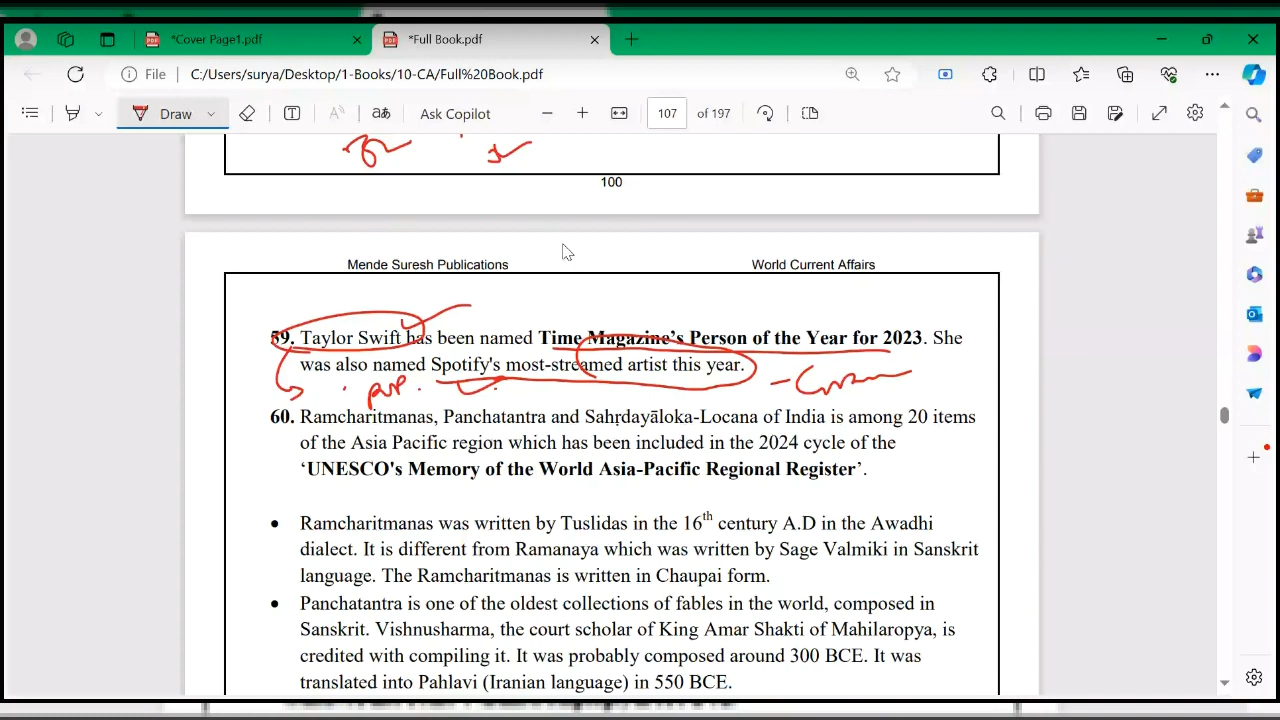 *Cover Page1.pdf
*Full Book.pdf
File C:/Users/surya/Desktop/1-Books/10-CA/Full%20Book.pdf
Draw
Ask Copilot
107 of 197
100
Mende Suresh Publications World Current Affairs
59. Taylor Swift has been named Time Magazine's Person of the Year for 2023. She
was also named Spotify's most-streamed artist this year.
60. Ramcharitmanas, Panchatantra and Sahṛdayāloka-Locana of India is among 20 items
of the Asia Pacific region which has been included in the 2024 cycle of the
‘UNESCO's Memory of the World Asia-Pacific Regional Register’.
• Ramcharitmanas was written by Tuslidas in the 16th century A.D in the Awadhi
dialect. It is different from Ramanaya which was written by Sage Valmiki in Sanskrit
language. The Ramcharitmanas is written in Chaupai form.
• Panchatantra is one of the oldest collections of fables in the world, composed in
Sanskrit. Vishnusharma, the court scholar of King Amar Shakti of Mahilaropya, is
credited with compiling it. It was probably composed around 300 BCE. It was
translated into Pahlavi (Iranian language) in 550 BCE.